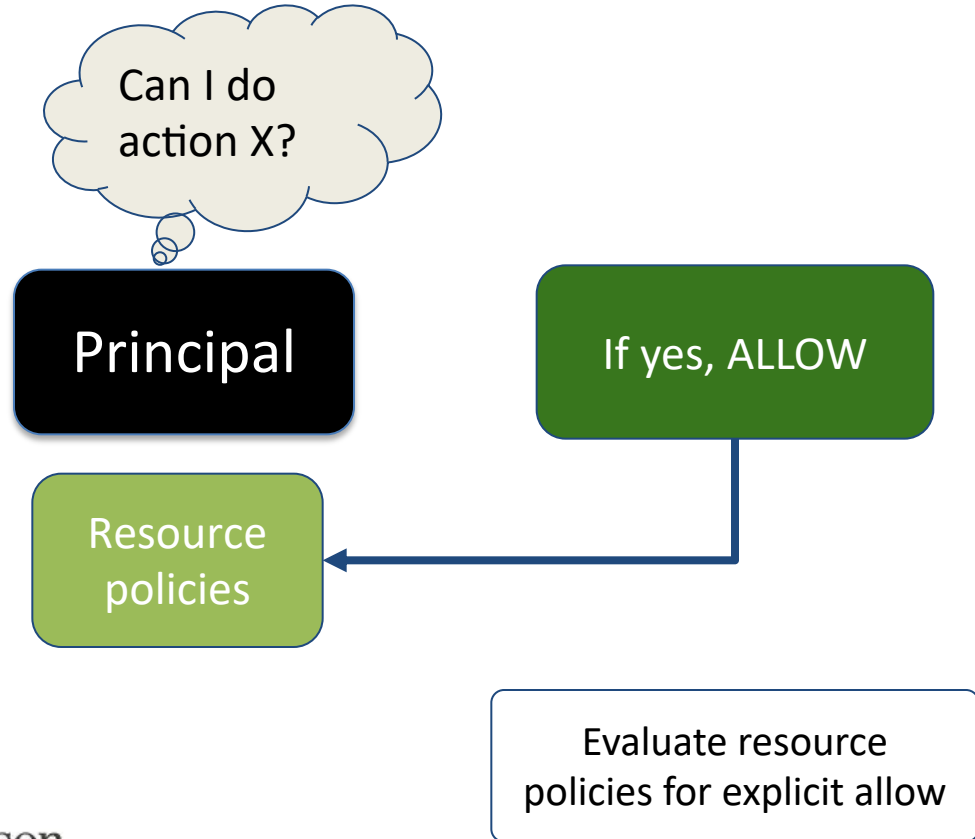 Can I do
action X?
Principal
If yes, ALLOW
Resource
policies
Evaluate resource
policies for explicit allow